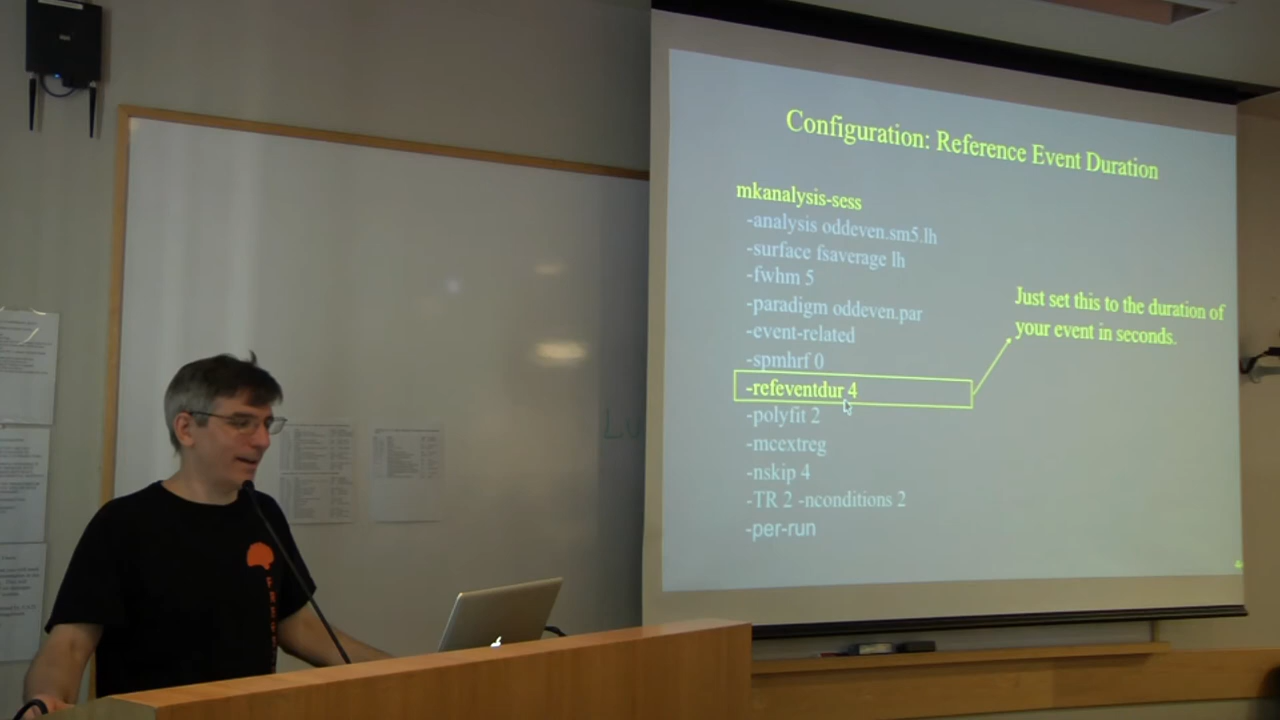 Configuration: Reference Event Duration
mkanalysis-sess
-analysis oddeven.sm5.lh
-surface fsaverage lh
-fwhm 5
-paradigm oddeven.par
-event-related
-spmhrf 0
-refeventdur 4
-polyfit 2
-mcextreg
-nskip 4
-TR 2 -nconditions 2
-per-run
Just set this to the duration of
your event in seconds.